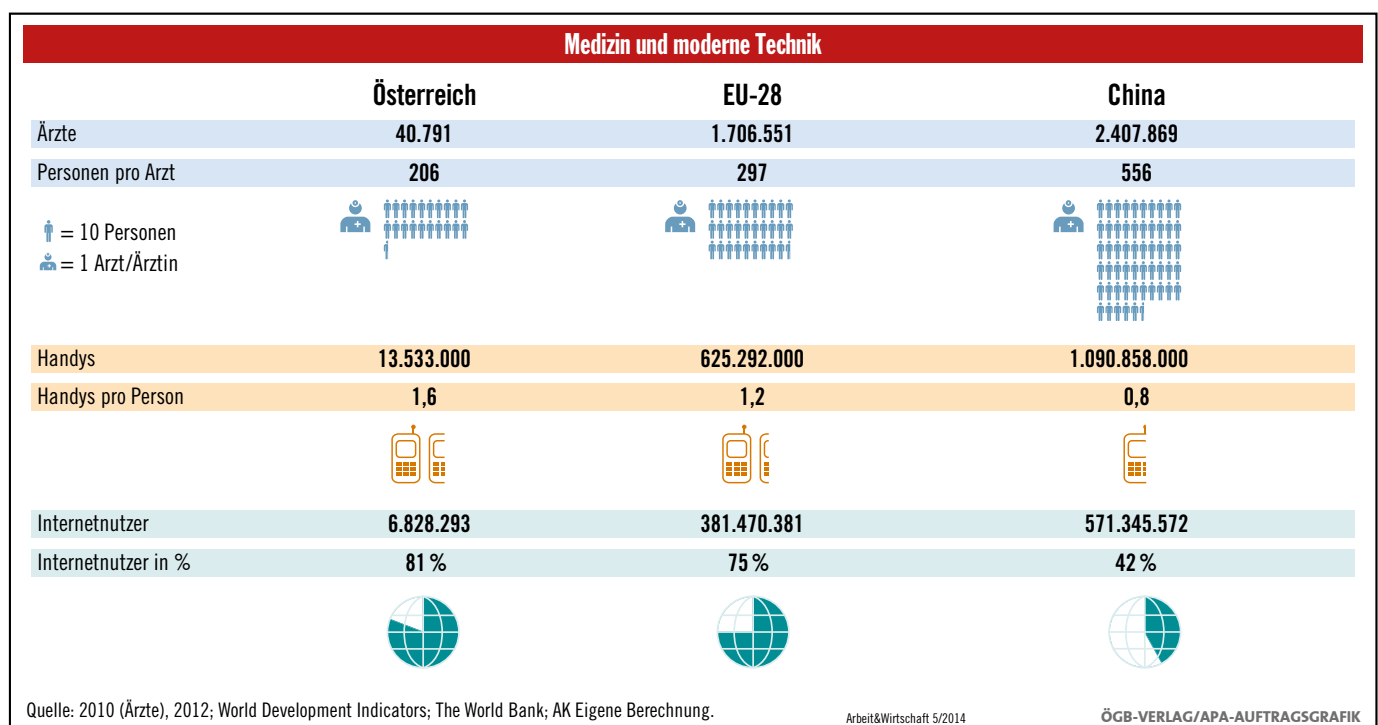 Medizin und moderne Technik
Österreich EU-28 China
Ärzte 40.791 1.706.551 2.407.869
Personen pro Arzt 206 297 556
= 10 Personen
= 1 Arzt/Ärztin
Handys 13.533.000 625.292.000 1.090.858.000
Handys pro Person 1,6 1,2 0,8
Internetnutzer 6.828.293 381.470.381 571.345.572
Internetnutzer in % 81 % 75 % 42 %
Quelle: 2010 (Ärzte), 2012; World Development Indicators; The World Bank; AK Eigene Berechnung. Arbeit&Wirtschaft 5/2014 ÖGB-VERLAG/APA-AUFTRAGSGRAFIK